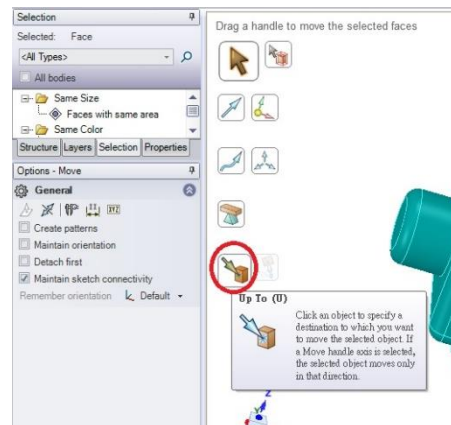 Selection
Selected: Face
<All Types>
All bodies
Same Size
Faces with same area
Same Color
Structure Layers Selection Properties
Options - Move
General
XYZ
Create patterns
Maintain orientation
Detach first
Maintain sketch connectivity
Remember orientation Default
Drag a handle to move the selected faces
Up To (U)
Click an object to specify a
destination to which you want
to move the selected object. If
a Move handle axis is selected,
the selected object moves only
in that direction.
Z